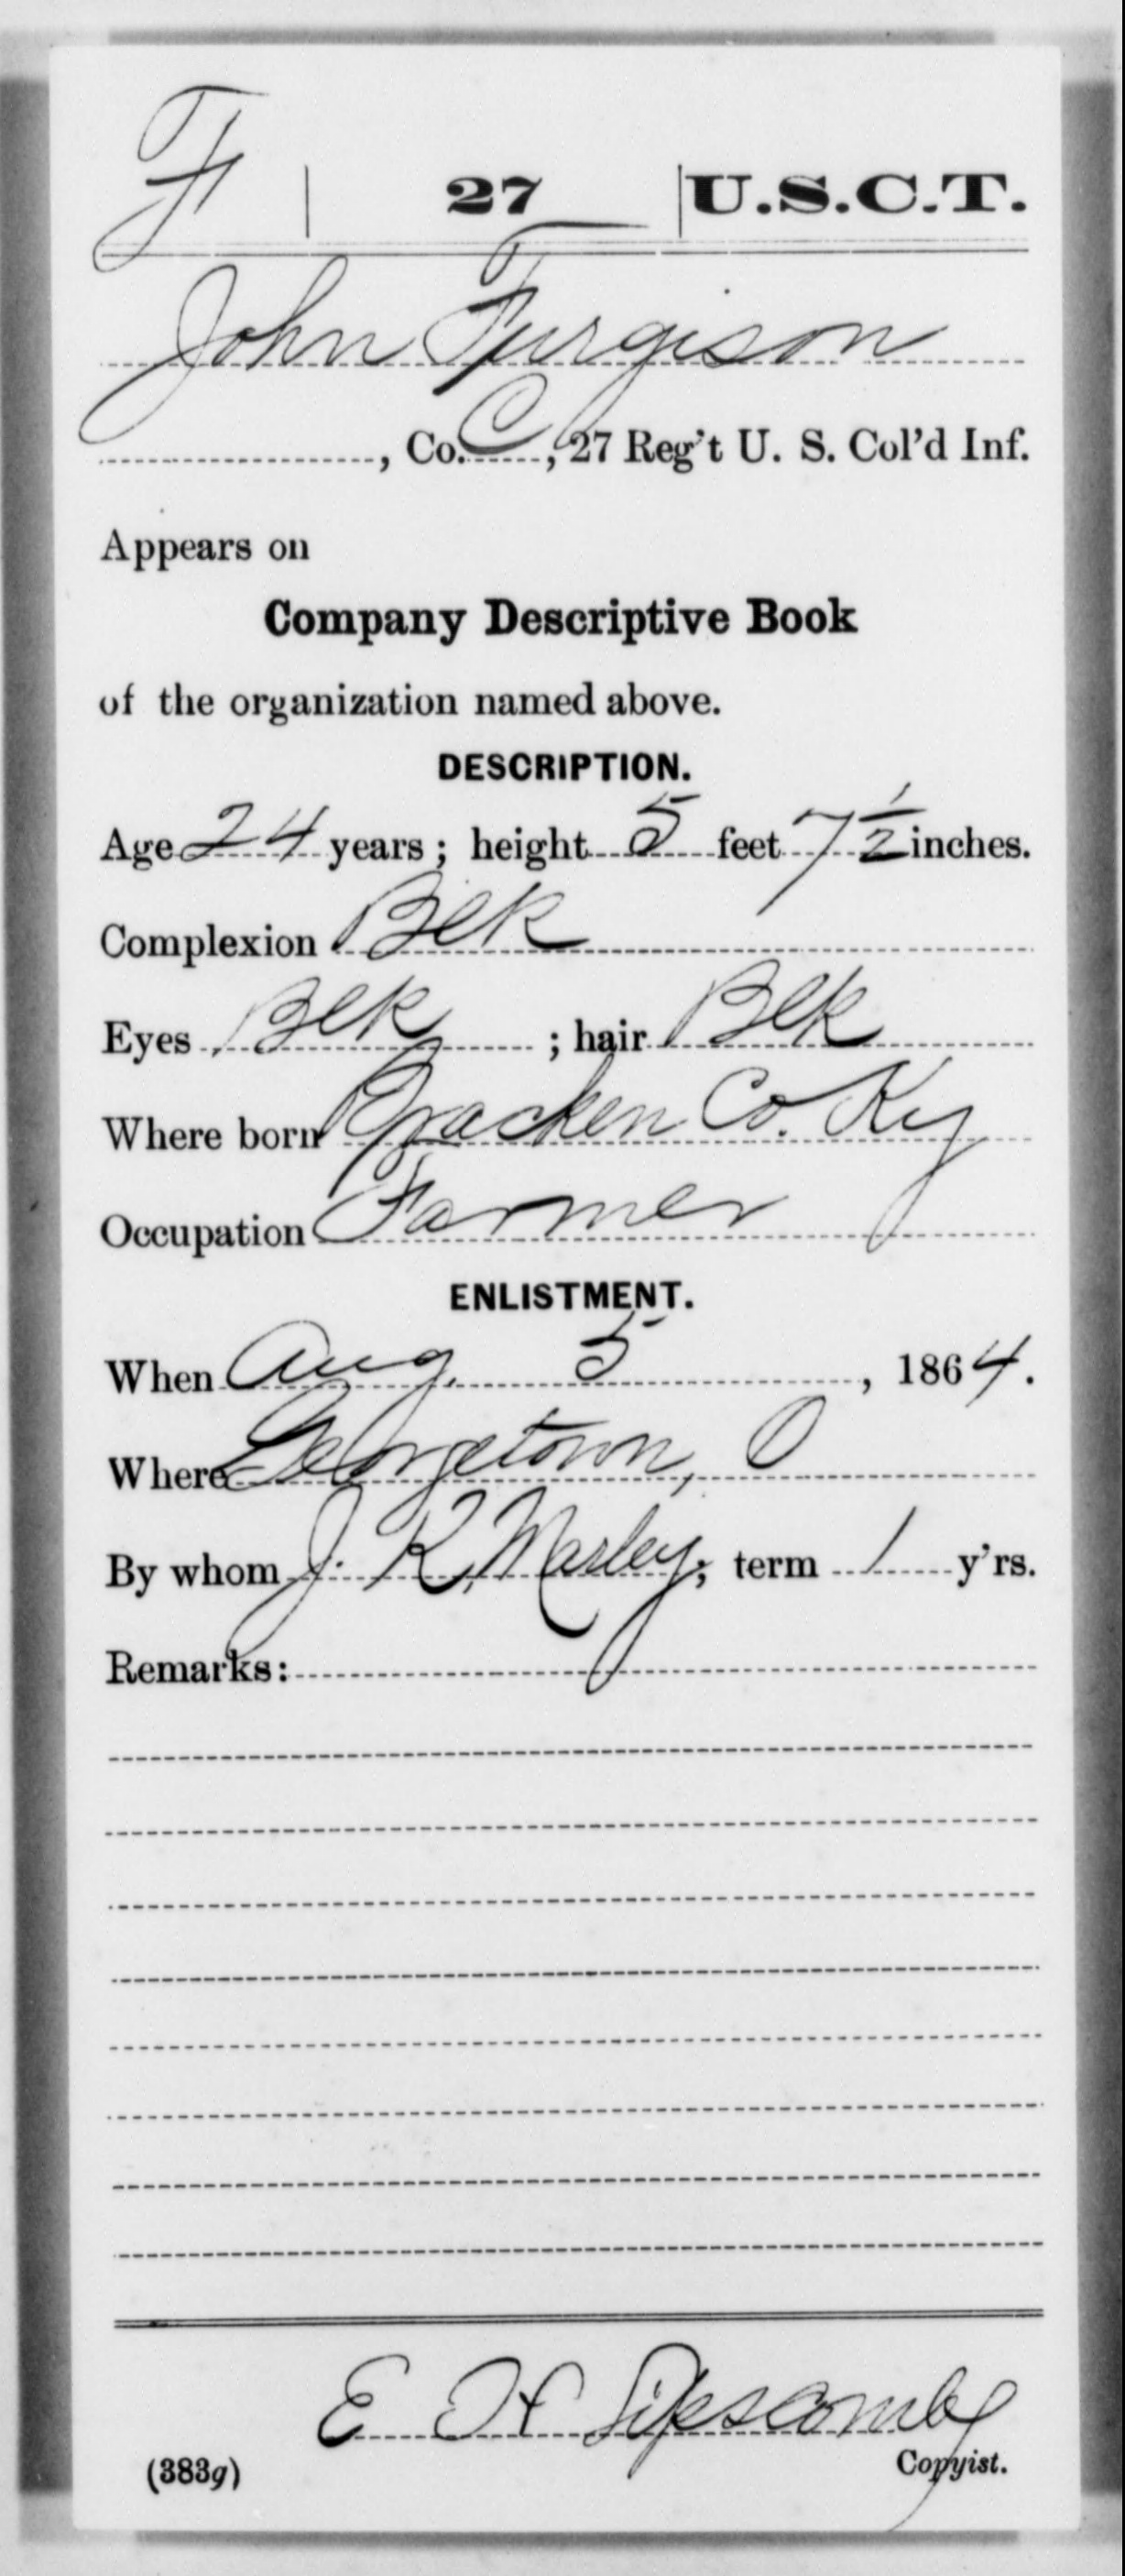 F | 27 | U.S.C.T.
John Furgison
, Co. C, 27 Reg't U. S. Col'd Inf.
Appears on
Company Descriptive Book
of the organization named above.
DESCRIPTION.
Age 24 years; height 5 feet 7 1/2 inches.
Complexion Blk
Eyes Blk ; hair Blk
Where born Bracken Co. Ky
Occupation Farmer
ENLISTMENT.
When Aug. 5, 1864.
Where Georgetown, O
By whom J. K. Marley; term 1 y'rs.
Remarks:
E H Lipscomb
(383g) Copyist.